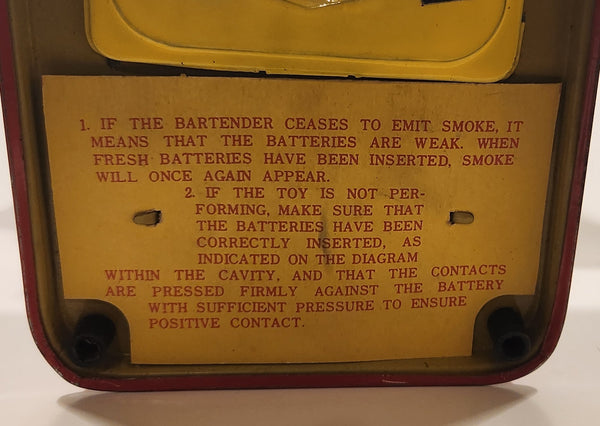 1. IF THE BARTENDER CEASES TO EMIT SMOKE, IT
MEANS THAT THE BATTERIES ARE WEAK. WHEN
FRESH BATTERIES HAVE BEEN INSERTED, SMOKE
WILL ONCE AGAIN APPEAR.
2. IF THE TOY IS NOT PER-
FORMING, MAKE SURE THAT
THE BATTERIES HAVE BEEN
CORRECTLY INSERTED, AS
INDICATED ON THE DIAGRAM
WITHIN THE CAVITY, AND THAT THE CONTACTS
ARE PRESSED FIRMLY AGAINST THE BATTERY
WITH SUFFICIENT PRESSURE TO ENSURE
POSITIVE CONTACT.